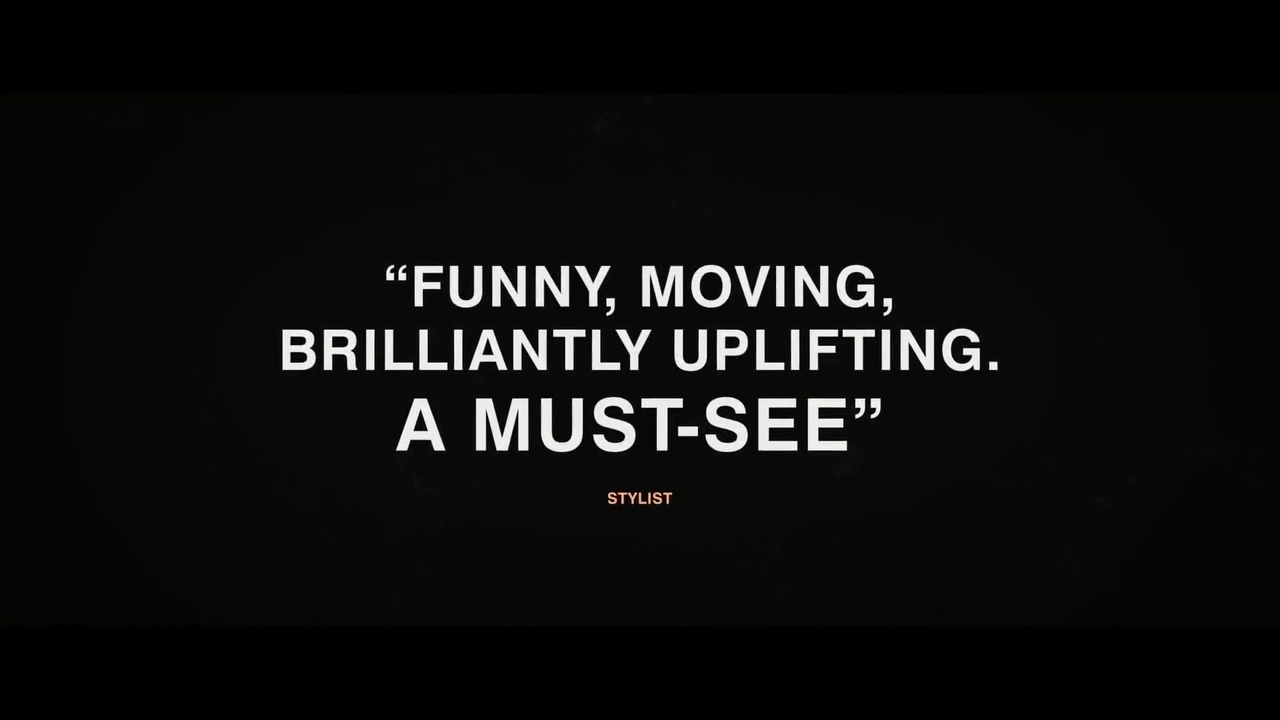 “FUNNY, MOVING,
BRILLIANTLY UPLIFTING.
A MUST-SEE”
STYLIST